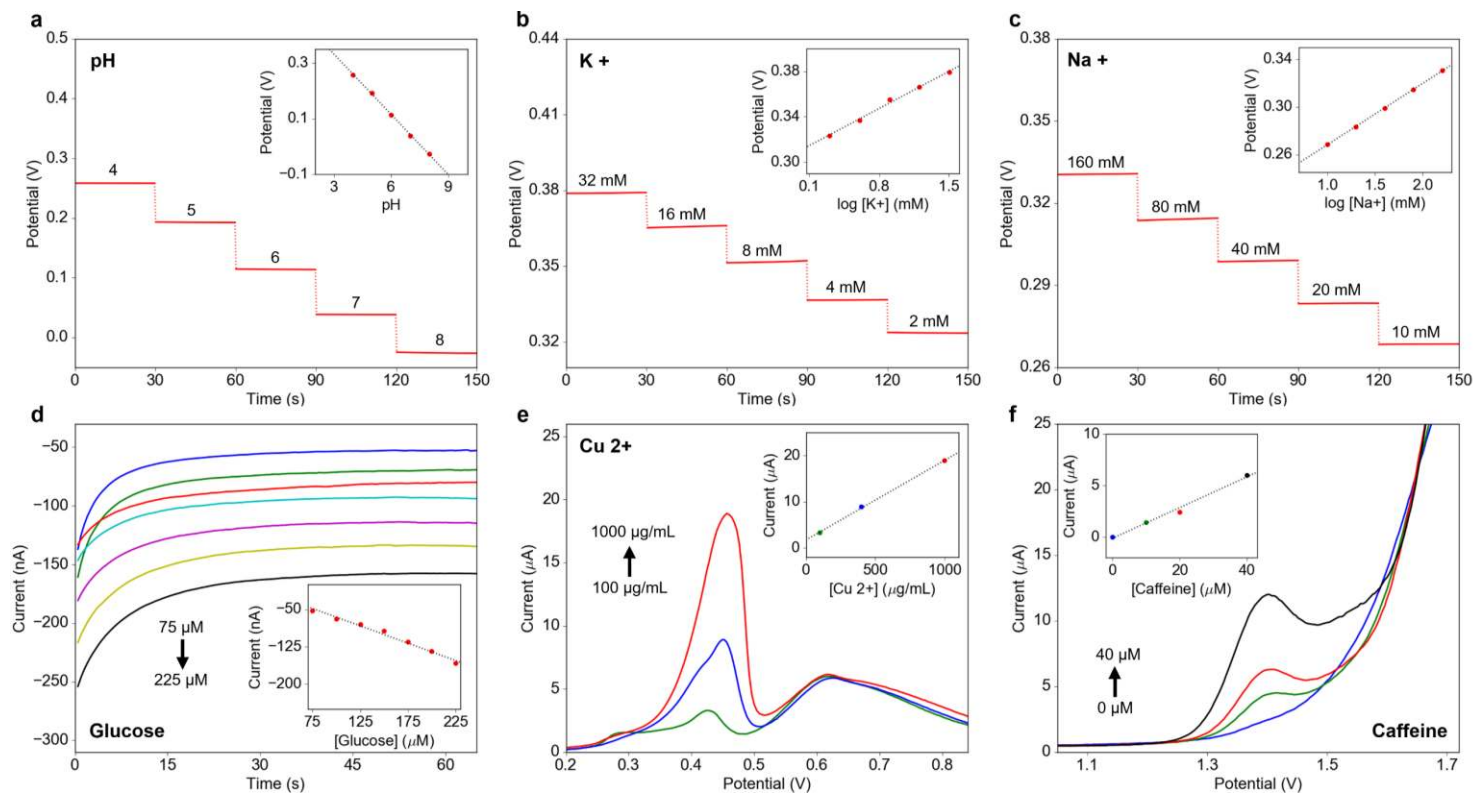 a
pH
Potential (V)
0.5
0.4
0.3
0.2
0.1
0.0
4
5
6
7
8
0 30 60 90 120 150
Time (s)
Potential (V)
0.3
0.1
−0.1
3 6 9
pH
b
K +
Potential (V)
0.44
0.41
0.38
0.35
0.32
32 mM
16 mM
8 mM
4 mM
2 mM
0 30 60 90 120 150
Time (s)
Potential (V)
0.38
0.34
0.30
0.1 0.8 1.5
log [K+] (mM)
c
Na +
Potential (V)
0.38
0.35
0.32
0.29
0.26
160 mM
80 mM
40 mM
20 mM
10 mM
0 30 60 90 120 150
Time (s)
Potential (V)
0.34
0.30
0.26
1.0 1.6 2.2
log [Na+] (mM)
d
Current (nA)
−50
−100
−150
−200
−250
−300
75 μM
225 μM
Glucose
0 15 30 45 60
Time (s)
Current (nA)
−50
−125
−200
75 125 175 225
[Glucose] (μM)
e
Cu 2+
Current (μA)
25
20
15
10
5
0
1000 μg/mL
100 μg/mL
0.2 0.3 0.4 0.5 0.6 0.7 0.8
Potential (V)
Current (μA)
20
10
0
0 400 1000
[Cu 2+] (μg/mL)
f
Current (μA)
25
20
15
10
5
0
40 μM
0 μM
Caffeine
1.1 1.3 1.5 1.7
Potential (V)
Current (μA)
10
5
0
0 20 40
[Caffeine] (μM)